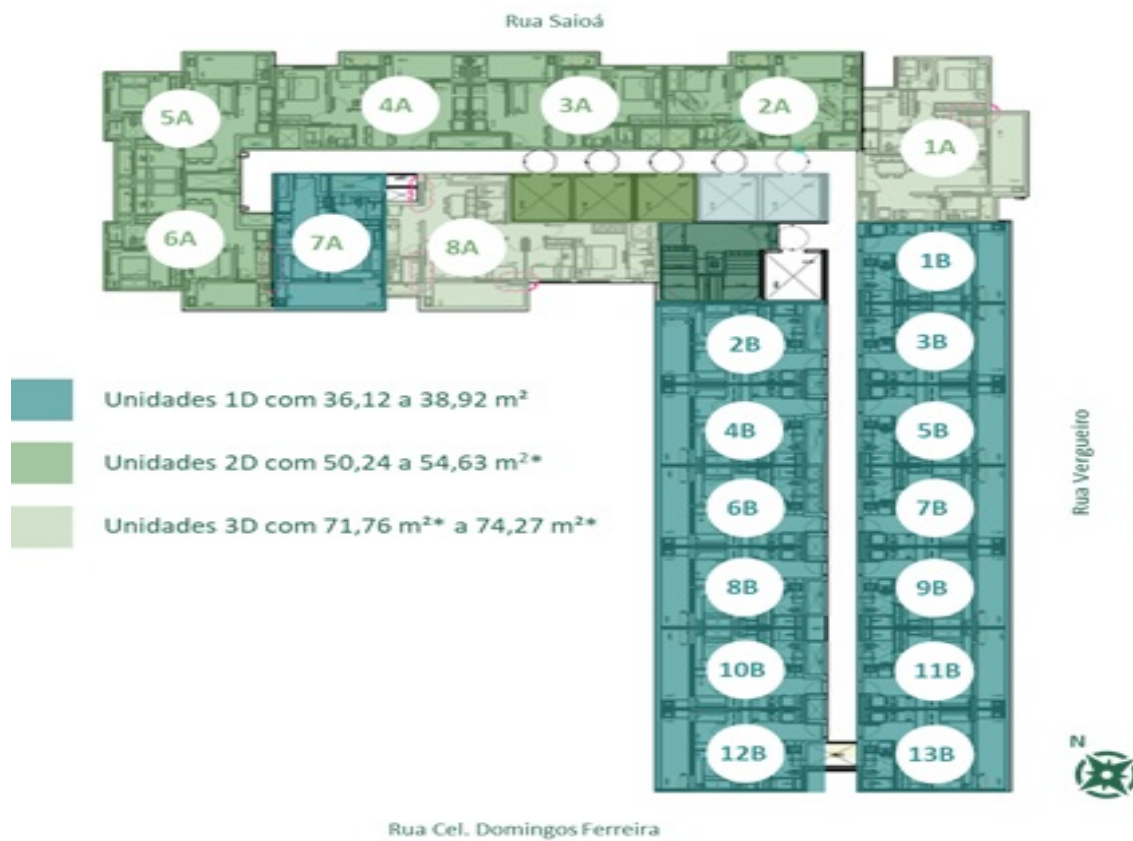 Rua Saioá
5A
4A
3A
2A
1A
6A
7A
8A
1B
2B
3B
Unidades 1D com 36,12 a 38,92 m²
4B
5B
Unidades 2D com 50,24 a 54,63 m²*
Rua Vergueiro
6B
7B
Unidades 3D com 71,76 m²* a 74,27 m²*
8B
9B
10B
11B
N
12B
13B
Rua Cel. Domingos Ferreira